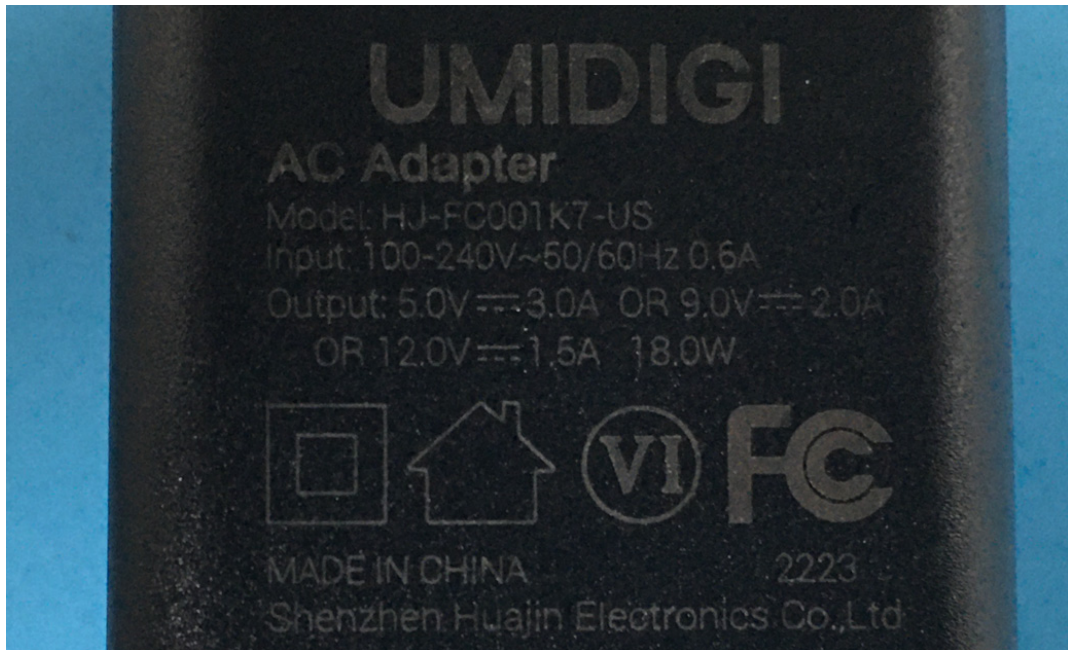 UMIDIGI
AC Adapter
Model: HJ-FC001K7-US
Input: 100-240V~50/60Hz 0.6A
Output: 5.0V⎓3.0A OR 9.0V⎓2.0A
OR 12.0V⎓1.5A 18.0W
VI FC
MADE IN CHINA 2223
Shenzhen Huajin Electronics Co.,Ltd